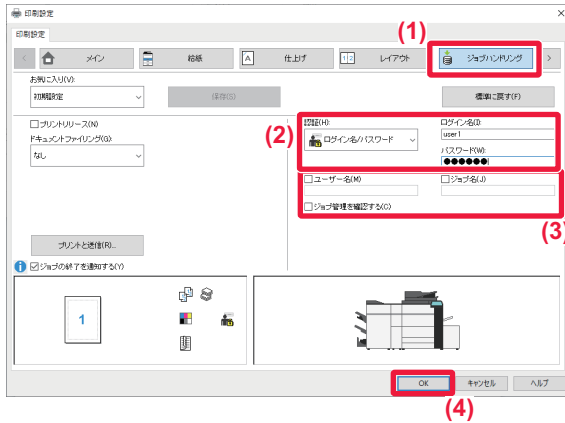 印刷設定
印刷設定
(1)
メイン
給紙
仕上げ
レイアウト
ジョブハンドリング
お気に入り(V):
初期設定
保存(S)
標準に戻す(F)
プリントリリース(N)
ドキュメントファイリング(G):
なし
(2)
認証(H):
ログイン名/パスワード
ログイン名(I):
user1
パスワード(W):
●●●●●●
ユーザー名(M)
ジョブ名(J)
ジョブ管理を確認する(C)
(3)
プリントと送信(R)...
ジョブの終了を通知する(Y)
1
OK
キャンセル
ヘルプ
(4)